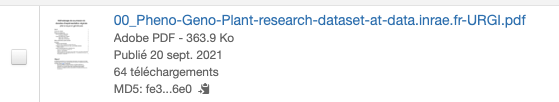 00_Pheno-Geno-Plant-research-dataset-at-data.inrae.fr-URGI.pdf
Adobe PDF - 363.9 Ko
Publié 20 sept. 2021
64 téléchargements
MD5: fe3...6e0